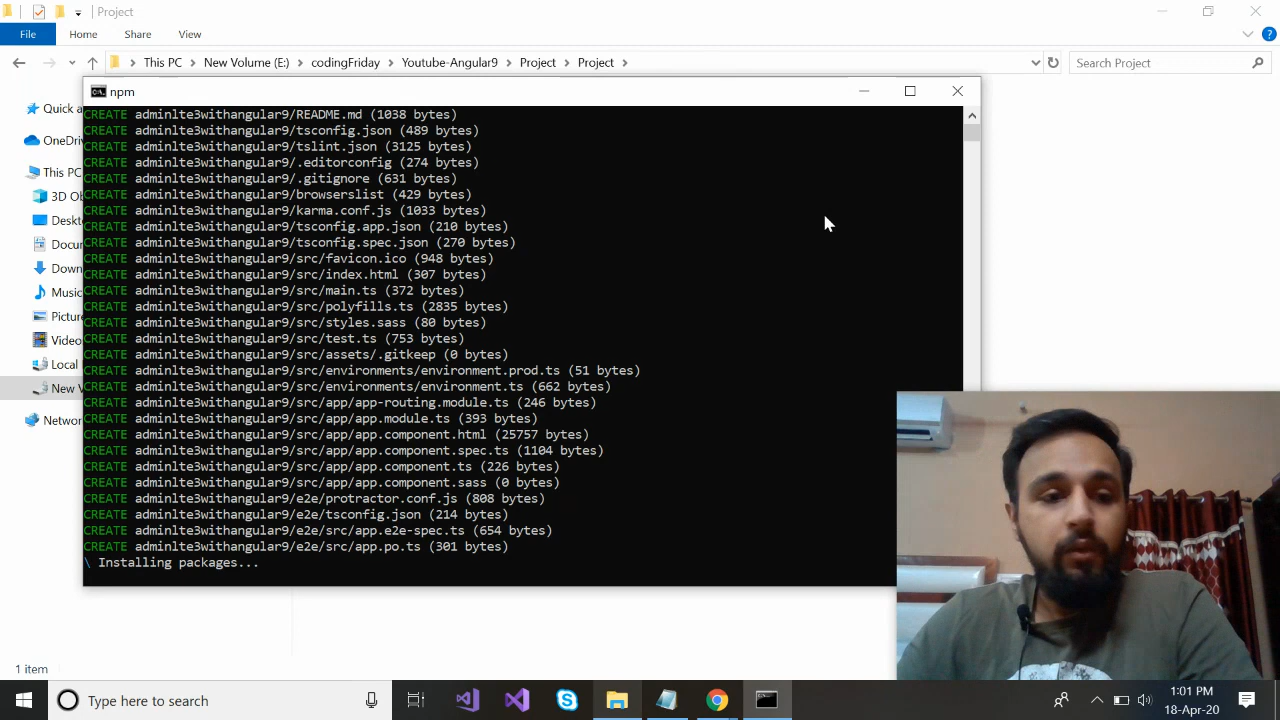 Project
File
Home
Share
View
This PC
New Volume (E:)
codingFriday
Youtube-Angular9
Project
Project
Search Project
Quick a
OneDriv
This PC
3D Ob
Deskt
Docum
Down
Music
Picture
Video
Local
New V
Networ
npm
CREATE adminlte3withangular9/README.md (1038 bytes)
CREATE adminlte3withangular9/tsconfig.json (489 bytes)
CREATE adminlte3withangular9/tslint.json (3125 bytes)
CREATE adminlte3withangular9/.editorconfig (274 bytes)
CREATE adminlte3withangular9/.gitignore (631 bytes)
CREATE adminlte3withangular9/browserslist (429 bytes)
CREATE adminlte3withangular9/karma.conf.js (1033 bytes)
CREATE adminlte3withangular9/tsconfig.app.json (210 bytes)
CREATE adminlte3withangular9/tsconfig.spec.json (270 bytes)
CREATE adminlte3withangular9/src/favicon.ico (948 bytes)
CREATE adminlte3withangular9/src/index.html (307 bytes)
CREATE adminlte3withangular9/src/main.ts (372 bytes)
CREATE adminlte3withangular9/src/polyfills.ts (2835 bytes)
CREATE adminlte3withangular9/src/styles.sass (80 bytes)
CREATE adminlte3withangular9/src/test.ts (753 bytes)
CREATE adminlte3withangular9/src/assets/.gitkeep (0 bytes)
CREATE adminlte3withangular9/src/environments/environment.prod.ts (51 bytes)
CREATE adminlte3withangular9/src/environments/environment.ts (662 bytes)
CREATE adminlte3withangular9/src/app/app-routing.module.ts (246 bytes)
CREATE adminlte3withangular9/src/app/app.module.ts (393 bytes)
CREATE adminlte3withangular9/src/app/app.component.html (25757 bytes)
CREATE adminlte3withangular9/src/app/app.component.spec.ts (1104 bytes)
CREATE adminlte3withangular9/src/app/app.component.ts (226 bytes)
CREATE adminlte3withangular9/src/app/app.component.sass (0 bytes)
CREATE adminlte3withangular9/e2e/protractor.conf.js (808 bytes)
CREATE adminlte3withangular9/e2e/tsconfig.json (214 bytes)
CREATE adminlte3withangular9/e2e/src/app.e2e-spec.ts (654 bytes)
CREATE adminlte3withangular9/e2e/src/app.po.ts (301 bytes)
\ Installing packages...
1 item
Type here to search
1:01 PM
18-Apr-20